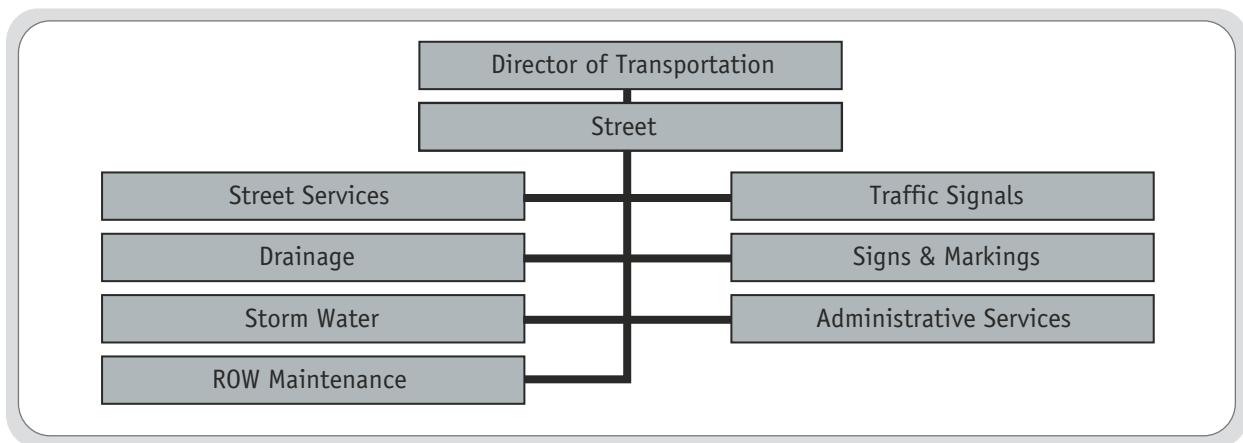 Director of Transportation
Street
Street Services
Traffic Signals
Drainage
Signs & Markings
Storm Water
Administrative Services
ROW Maintenance